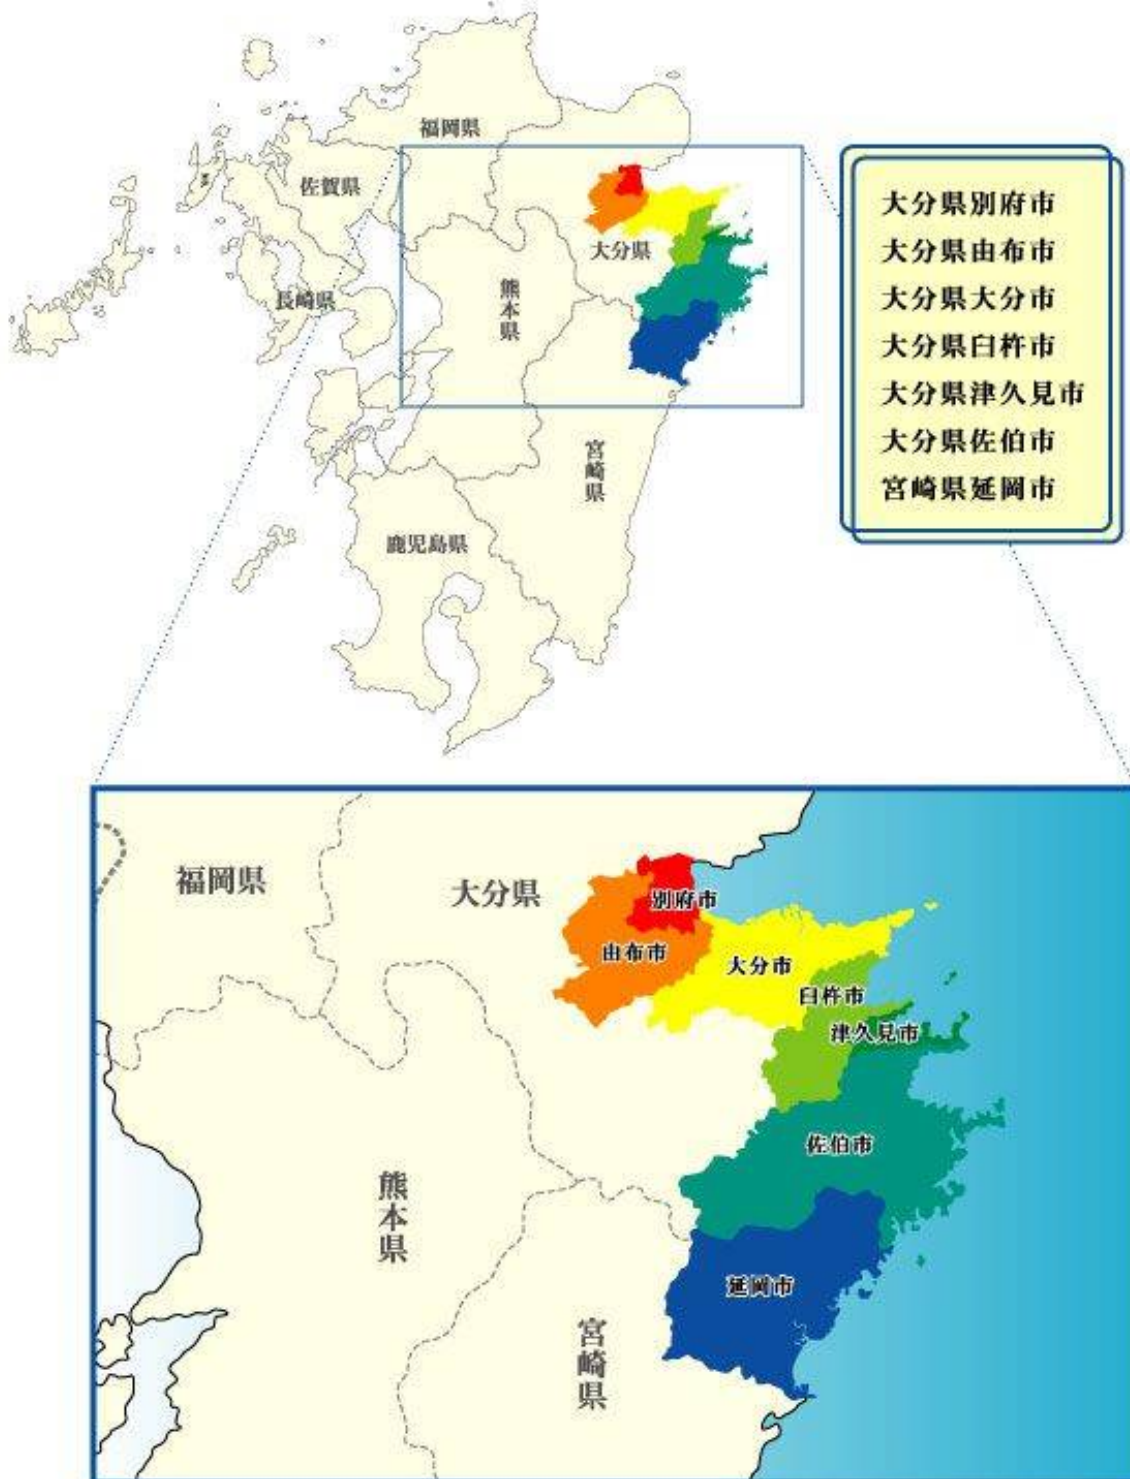 福岡県
佐賀県
長崎県
大分県
熊本県
宮崎県
鹿児島県
大分県別府市
大分県由布市
大分県大分市
大分県臼杵市
大分県津久見市
大分県佐伯市
宮崎県延岡市
福岡県
大分県
別府市
由布市
大分市
臼杵市
津久見市
佐伯市
熊本県
延岡市
宮崎県